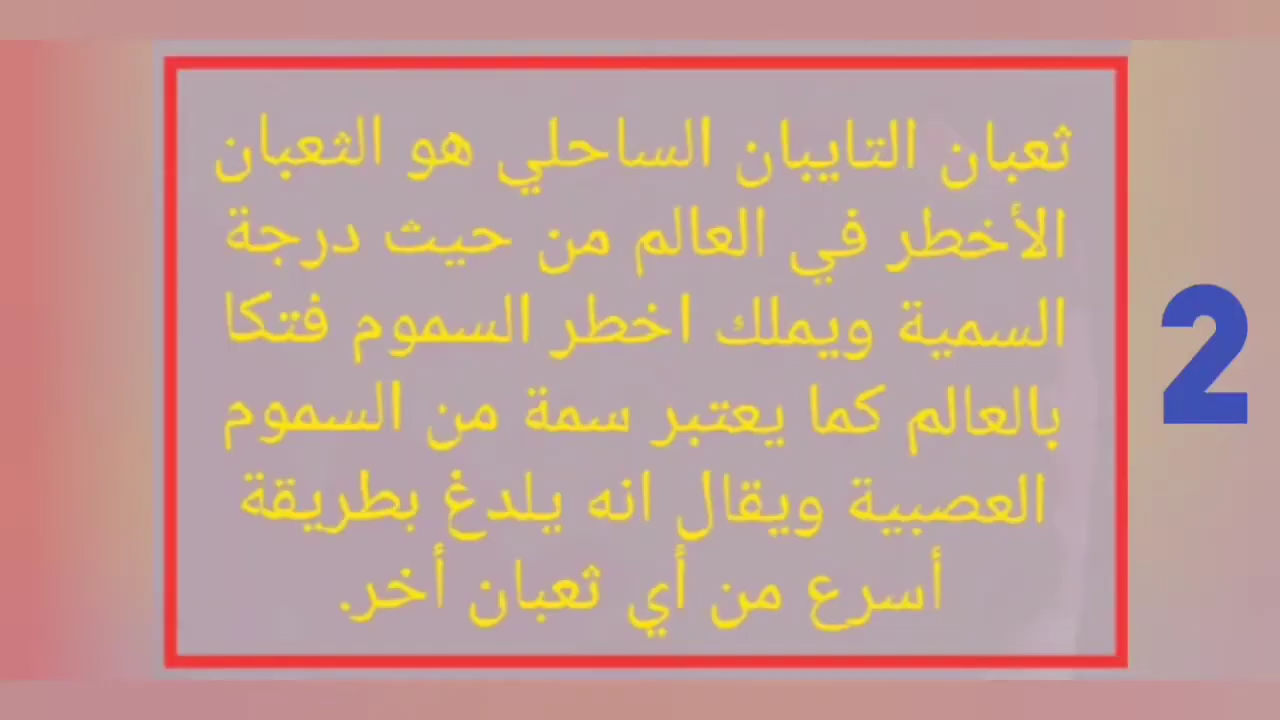 ثعبان التايبان الساحلي هو الثعبان
الأخطر في العالم من حيث درجة
السمية ويملك اخطر السموم فتكا
بالعالم كما يعتبر سمة من السموم
العصبية ويقال انه يلدغ بطريقة
أسرع من أي ثعبان أخر.
2